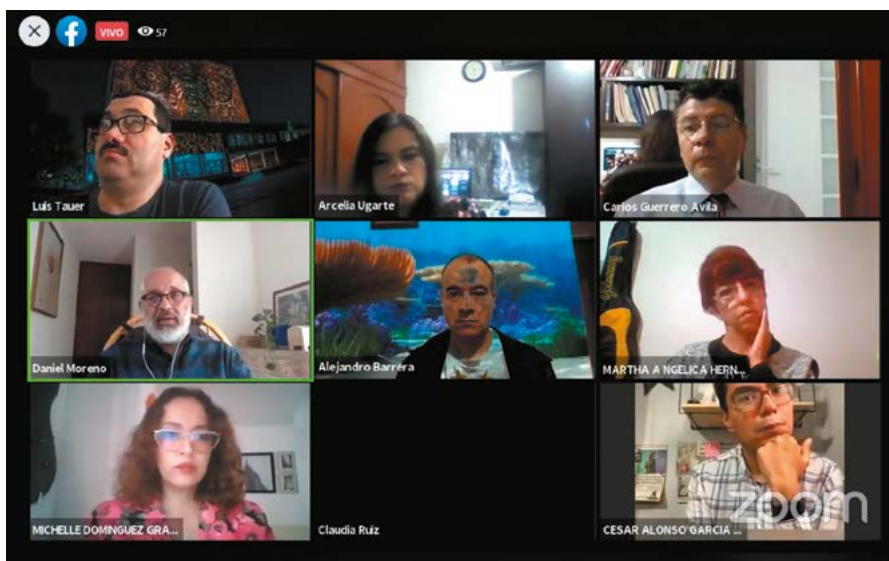 VIVO 57
Luis Tauer
Arcelia Ugarte
Carlos Guerrero Avila
Daniel Moreno
Alejandro Barrera
MARTHA A NGELICA HERN...
MICHELLE DOMINGUEZ GRA...
Claudia Ruiz
CESAR ALONSO GARCIA ...
zoom